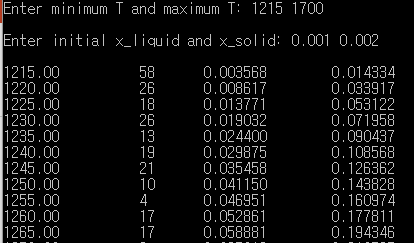 Enter minimum T and maximum T: 1215 1700
Enter initial x_liquid and x_solid: 0.001 0.002
1215.00 58 0.003568 0.014334
1220.00 26 0.008617 0.033917
1225.00 18 0.013771 0.053122
1230.00 26 0.019032 0.071958
1235.00 13 0.024400 0.090437
1240.00 19 0.029875 0.108568
1245.00 21 0.035458 0.126362
1250.00 10 0.041150 0.143828
1255.00 4 0.046951 0.160974
1260.00 17 0.052861 0.177811
1265.00 17 0.058881 0.194346